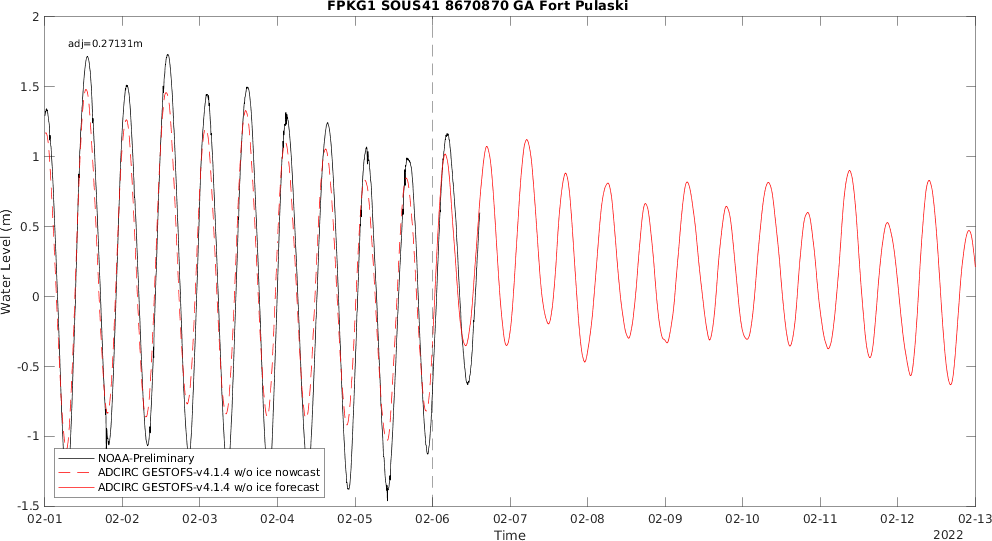 FPKG1 SOUS41 8670870 GA Fort Pulaski
adj=0.27131m
2
1.5
1
0.5
0
-0.5
-1
-1.5
Water Level (m)
NOAA-Preliminary
ADCIRC GESTOFS-v4.1.4 w/o ice nowcast
ADCIRC GESTOFS-v4.1.4 w/o ice forecast
02-01 02-02 02-03 02-04 02-05 02-06 02-07 02-08 02-09 02-10 02-11 02-12 02-13
Time
2022